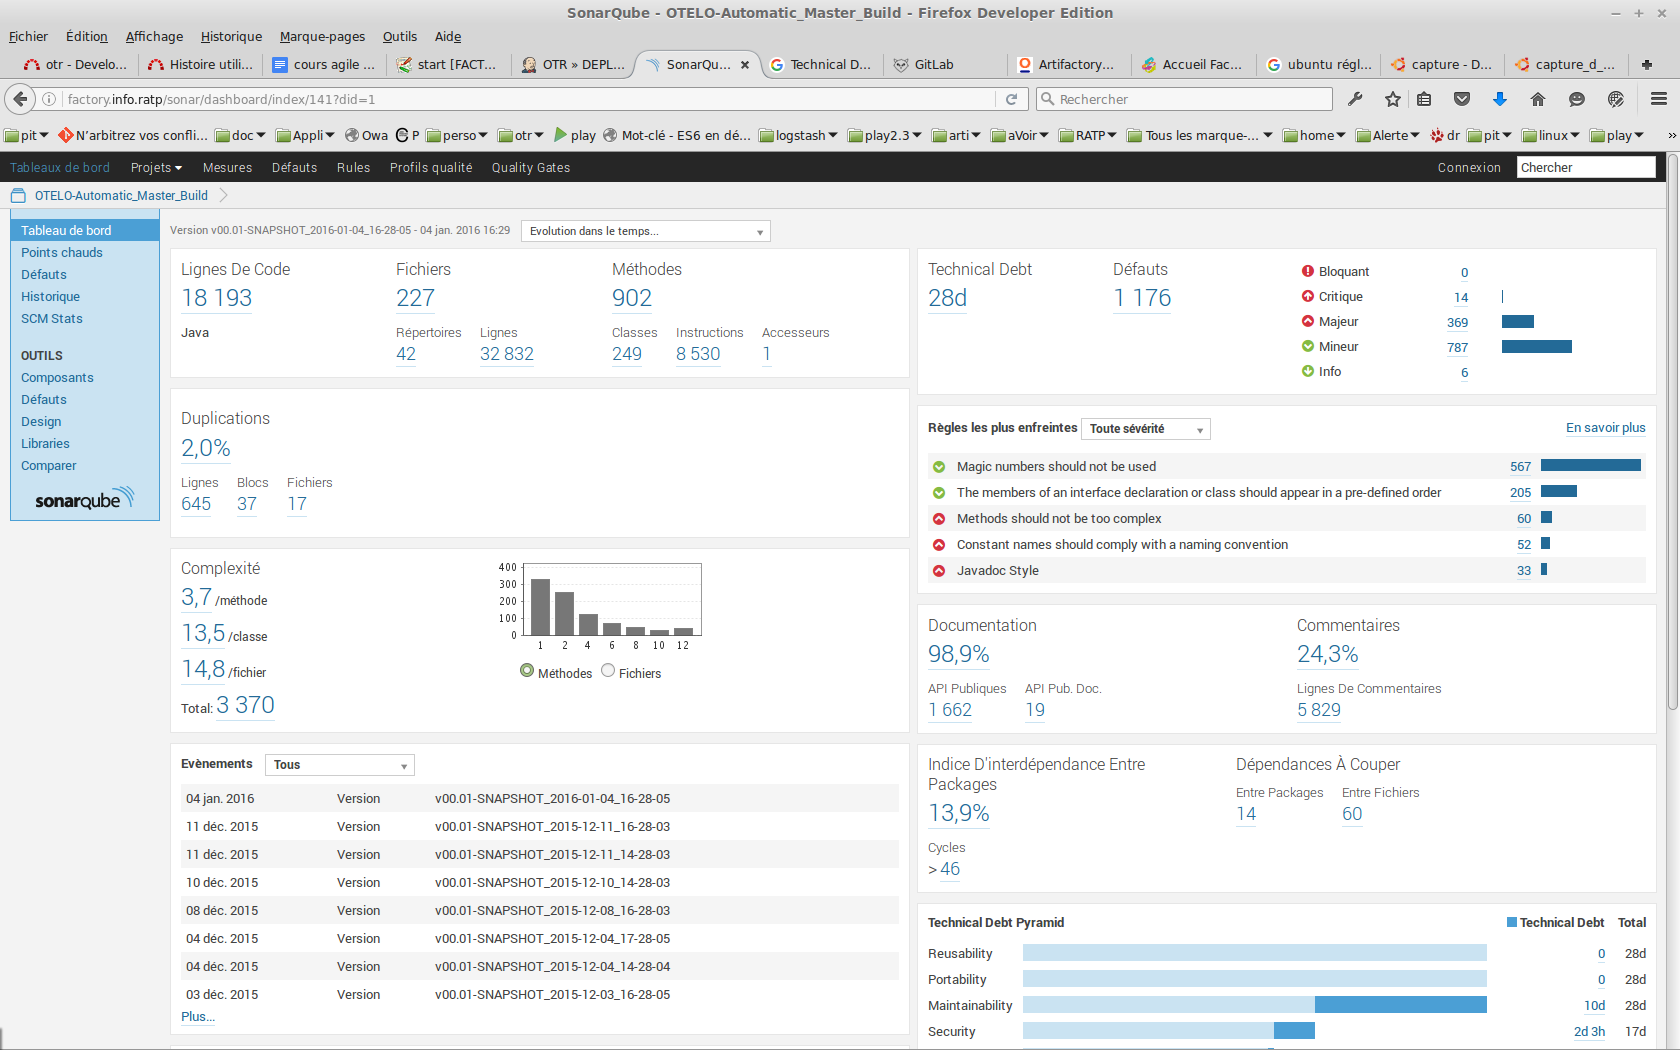 SonarQube - OTELO-Automatic_Master_Build - Firefox Developer Edition
Fichier Édition Affichage Historique Marque-pages Outils Aide
otr - Develo... Histoire utili... cours agile ... start [FACT... OTR » DEPL... SonarQu... Technical D... GitLab Artifactory... Accueil Fac... ubuntu régl... capture - D... capture_d_...
factory.info.ratp/sonar/dashboard/index/141?did=1 Rechercher
pit N'arbitrez vos confli... doc Appli Owa P perso otr play Mot-clé - ES6 en dé... logstash play2.3 arti aVoir RATP Tous les marque-... home Alerte dr pit linux play »
Tableaux de bord Projets Mesures Défauts Rules Profils qualité Quality Gates Connexion Chercher
OTELO-Automatic_Master_Build
Tableau de bord
Points chauds
Défauts
Historique
SCM Stats
OUTILS
Composants
Défauts
Design
Libraries
Comparer
sonarqube
Version v00.01-SNAPSHOT_2016-01-04_16-28-05 - 04 jan. 2016 16:29 Evolution dans le temps...
Lignes De Code Fichiers Méthodes
18 193 227 902
Java Répertoires Lignes Classes Instructions Accesseurs
42 32 832 249 8 530 1
Duplications
2,0%
Lignes Blocs Fichiers
645 37 17
Complexité
3,7 /méthode
13,5 /classe
14,8 /fichier
Total: 3 370
400
300
200
100
0
1 2 4 6 8 10 12
Méthodes Fichiers
Evènements Tous
04 jan. 2016 Version v00.01-SNAPSHOT_2016-01-04_16-28-05
11 déc. 2015 Version v00.01-SNAPSHOT_2015-12-11_16-28-03
11 déc. 2015 Version v00.01-SNAPSHOT_2015-12-11_14-28-03
10 déc. 2015 Version v00.01-SNAPSHOT_2015-12-10_14-28-03
08 déc. 2015 Version v00.01-SNAPSHOT_2015-12-08_16-28-03
04 déc. 2015 Version v00.01-SNAPSHOT_2015-12-04_17-28-05
04 déc. 2015 Version v00.01-SNAPSHOT_2015-12-04_14-28-04
03 déc. 2015 Version v00.01-SNAPSHOT_2015-12-03_16-28-05
Plus...
Technical Debt Défauts
28d 1 176
Bloquant 0
Critique 14
Majeur 369
Mineur 787
Info 6
Règles les plus enfreintes Toute sévérité En savoir plus
Magic numbers should not be used 567
The members of an interface declaration or class should appear in a pre-defined order 205
Methods should not be too complex 60
Constant names should comply with a naming convention 52
Javadoc Style 33
Documentation Commentaires
98,9% 24,3%
API Publiques API Pub. Doc. Lignes De Commentaires
1 662 19 5 829
Indice D'interdépendance Entre Packages Dépendances À Couper
13,9% Entre Packages Entre Fichiers
14 60
Cycles
> 46
Technical Debt Pyramid Technical Debt Total
Reusability 0 28d
Portability 0 28d
Maintainability 10d 28d
Security 2d 3h 17d